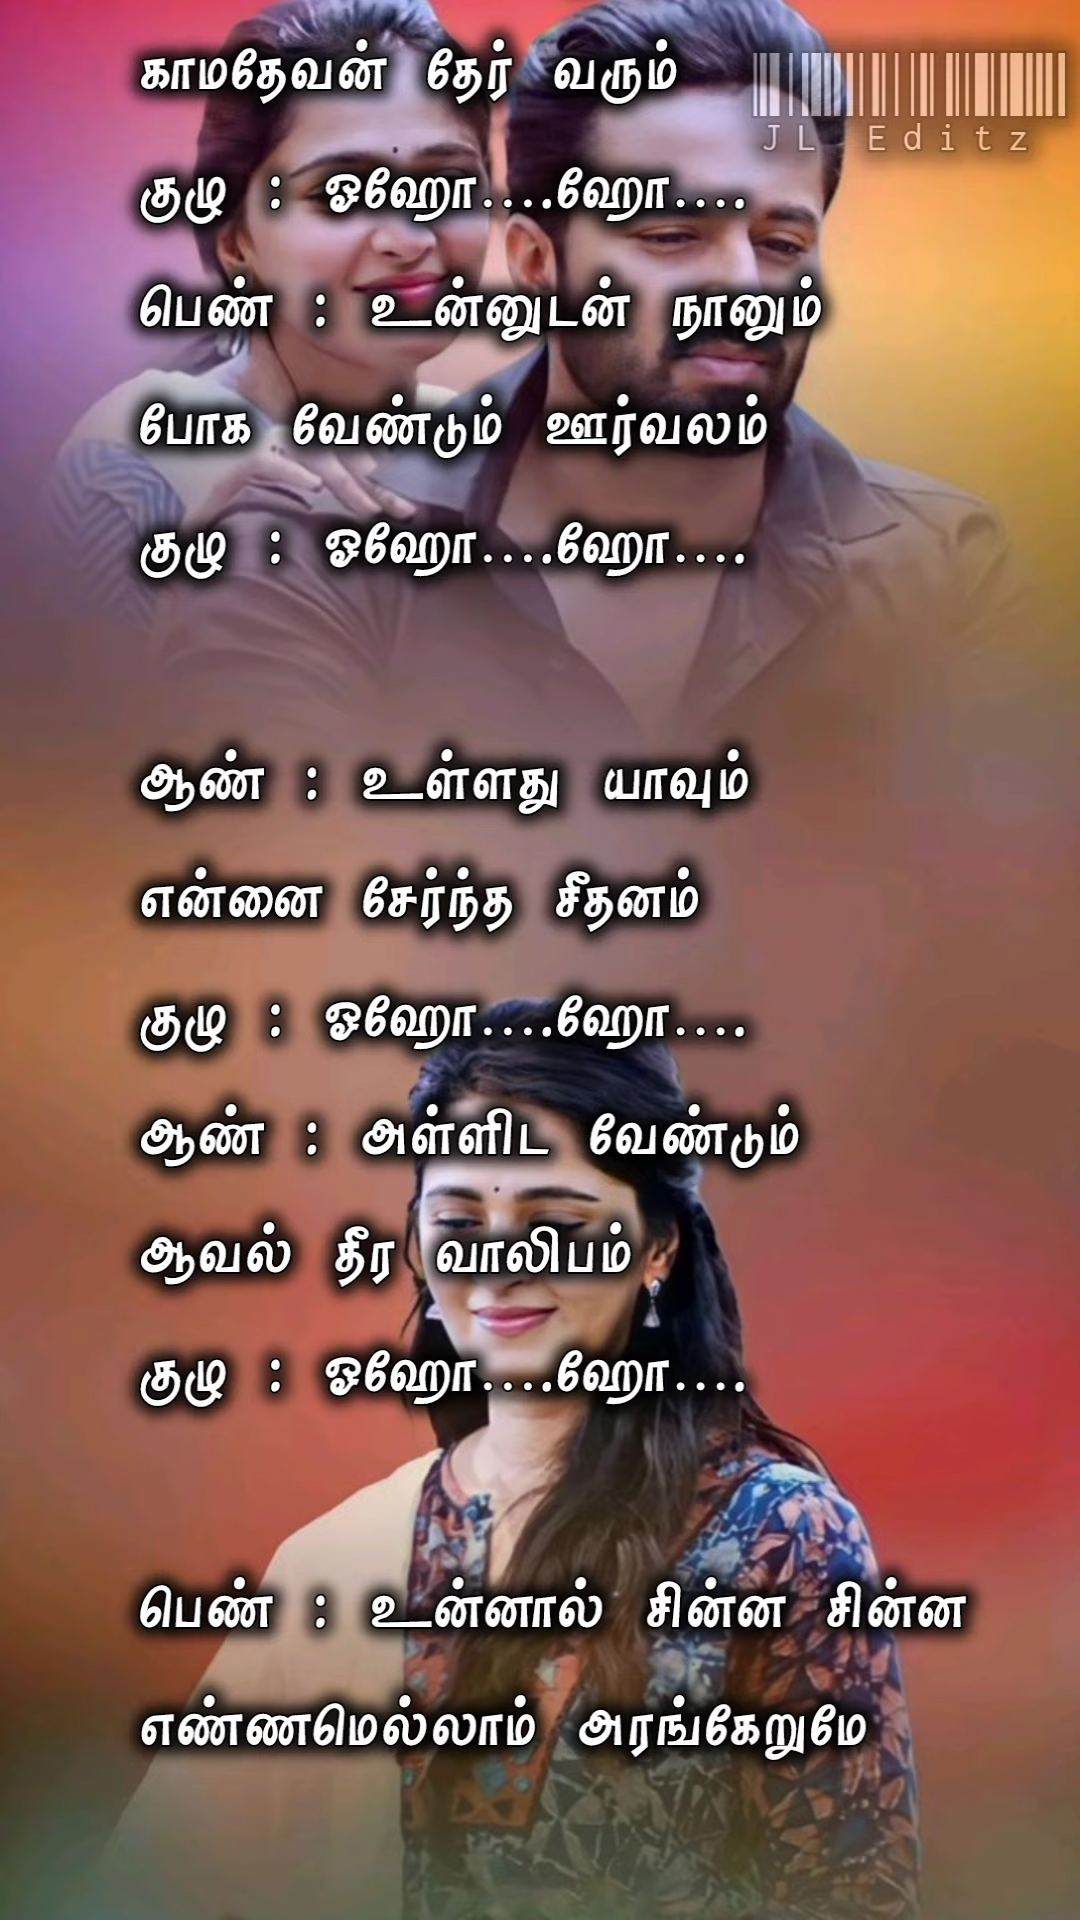 காமதேவன் தேர் வரும்
JL Editz
குழு : ஓஹோ....ஹோ....
பெண் : உன்னுடன் நானும்
போக வேண்டும் ஊர்வலம்
குழு : ஓஹோ....ஹோ....
ஆண் : உள்ளது யாவும்
என்னை சேர்ந்த சீதனம்
குழு : ஓஹோ....ஹோ....
ஆண் : அள்ளிட வேண்டும்
ஆவல் தீர வாலிபம்
குழு : ஓஹோ....ஹோ....
பெண் : உன்னால் சின்ன சின்ன
எண்ணமெல்லாம் அரங்கேறுமே